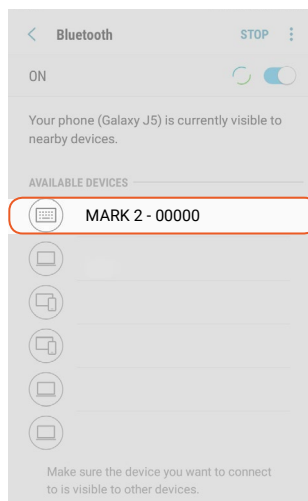 Bluetooth STOP
ON
Your phone (Galaxy J5) is currently visible to
nearby devices.
AVAILABLE DEVICES
MARK 2 - 00000
Make sure the device you want to connect
to is visible to other devices.